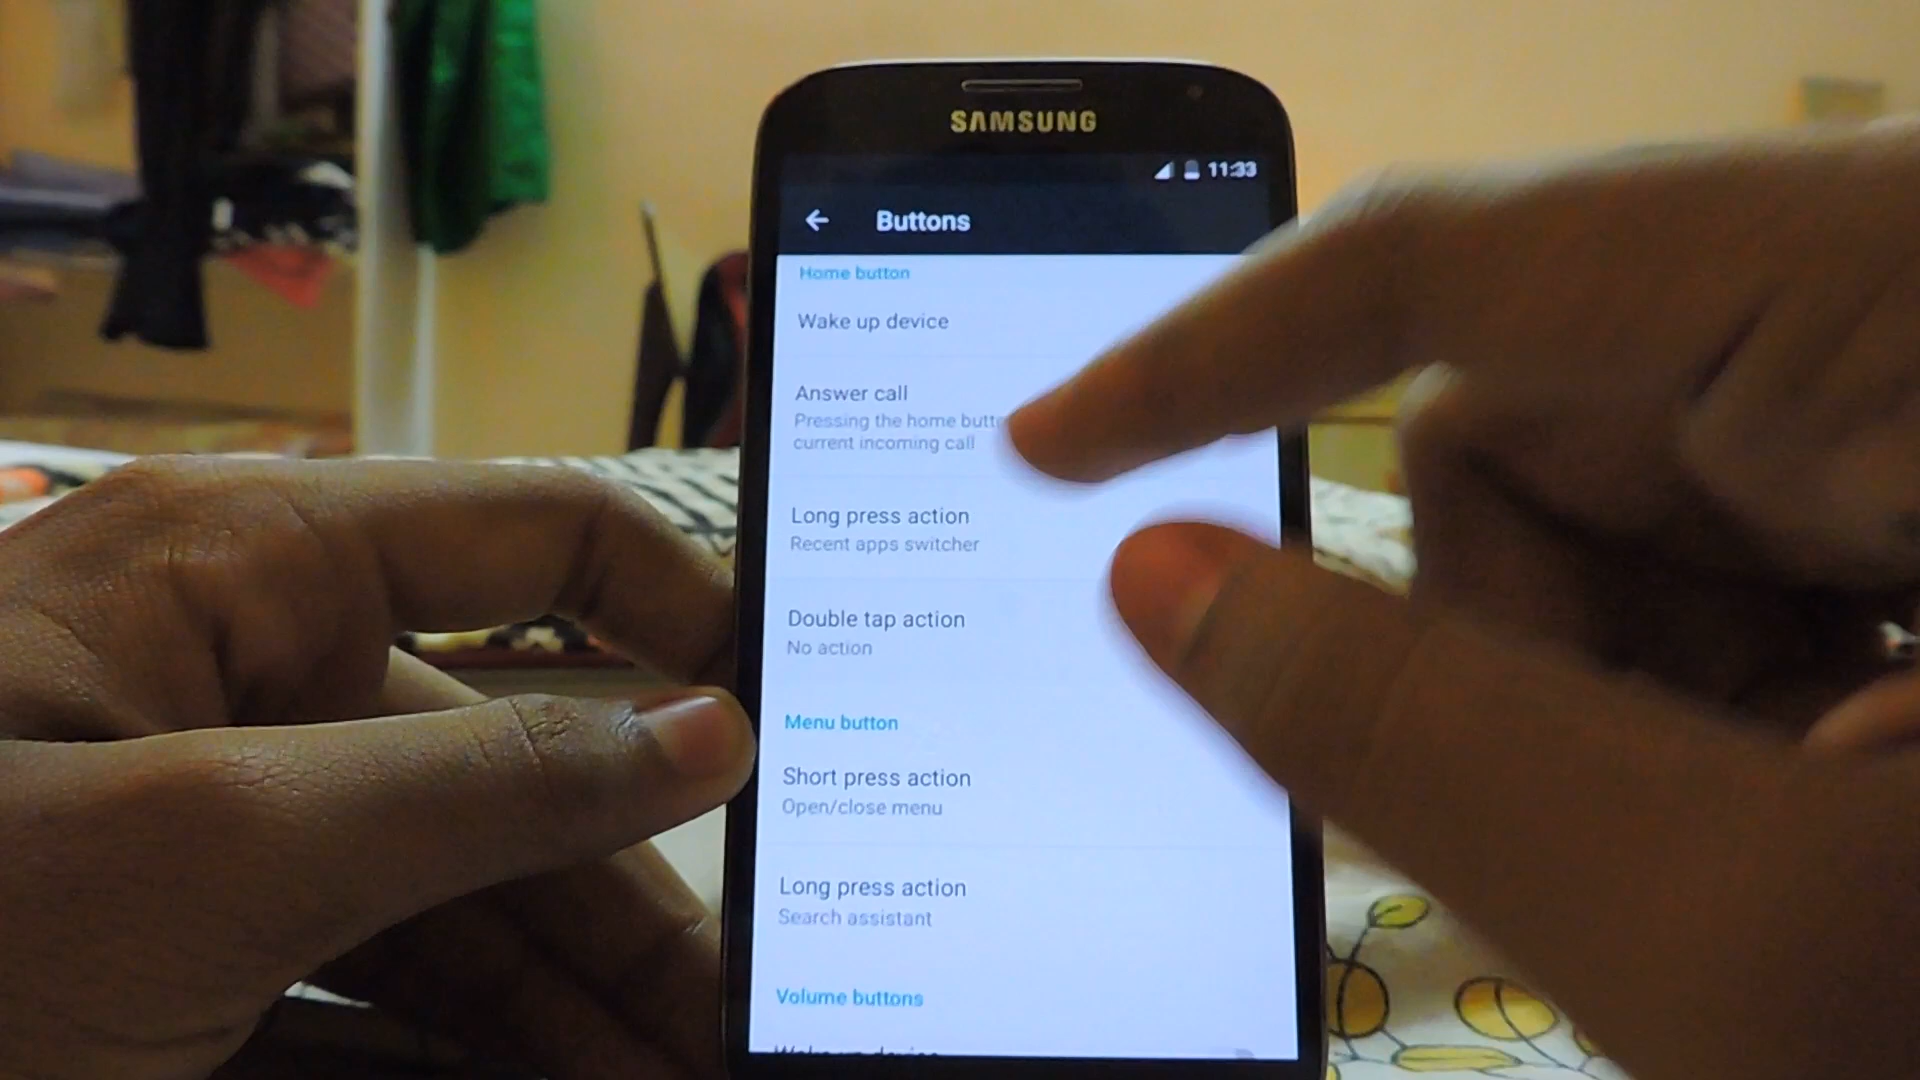 SAMSUNG
11:33
Buttons
Home button
Wake up device
Answer call
Pressing the home
current incoming call
Long press action
Recent apps switcher
Double tap action
No action
Menu button
Short press action
Open/close menu
Long press action
Search assistant
Volume buttons